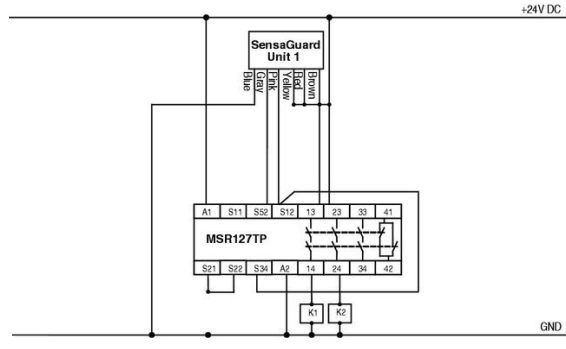 +24V DC
SensaGuard
Unit 1
Blue
Gray
Pink
Yellow
Red
Brown
A1 S11 S52 S12 13 23 33 41
MSR127TP
S21 S22 S34 A2 14 24 34 42
K1 K2
GND